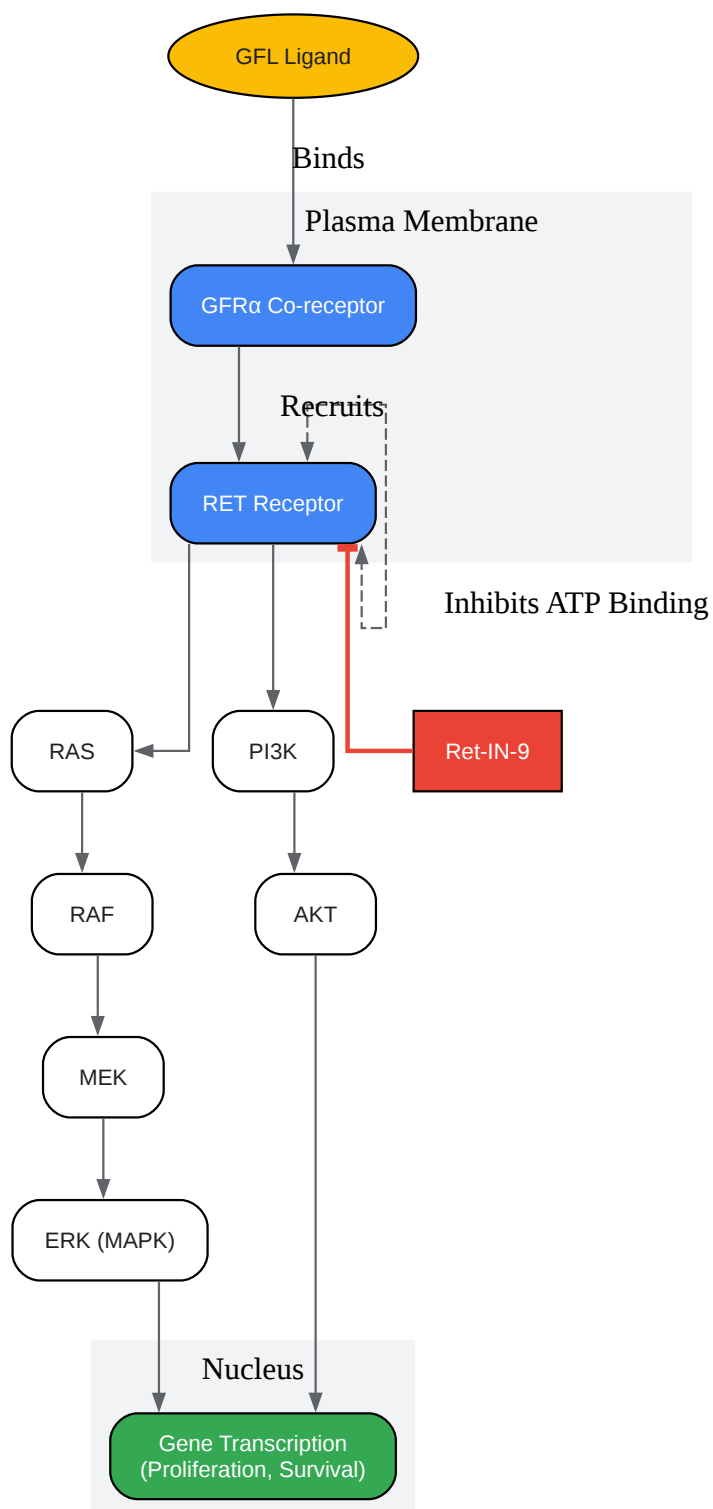 GFL Ligand
Binds
Plasma Membrane
GFRα Co-receptor
Recruits
RET Receptor
Inhibits ATP Binding
RAS
PI3K
Ret-IN-9
RAF
AKT
MEK
ERK (MAPK)
Nucleus
Gene Transcription
(Proliferation, Survival)